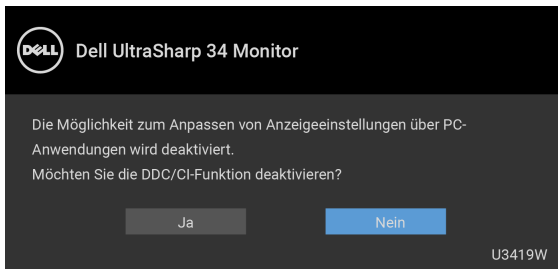 DELL Dell UltraSharp 34 Monitor
Die Möglichkeit zum Anpassen von Anzeigeeinstellungen über PC-
Anwendungen wird deaktiviert.
Möchten Sie die DDC/CI-Funktion deaktivieren?
Ja Nein
U3419W